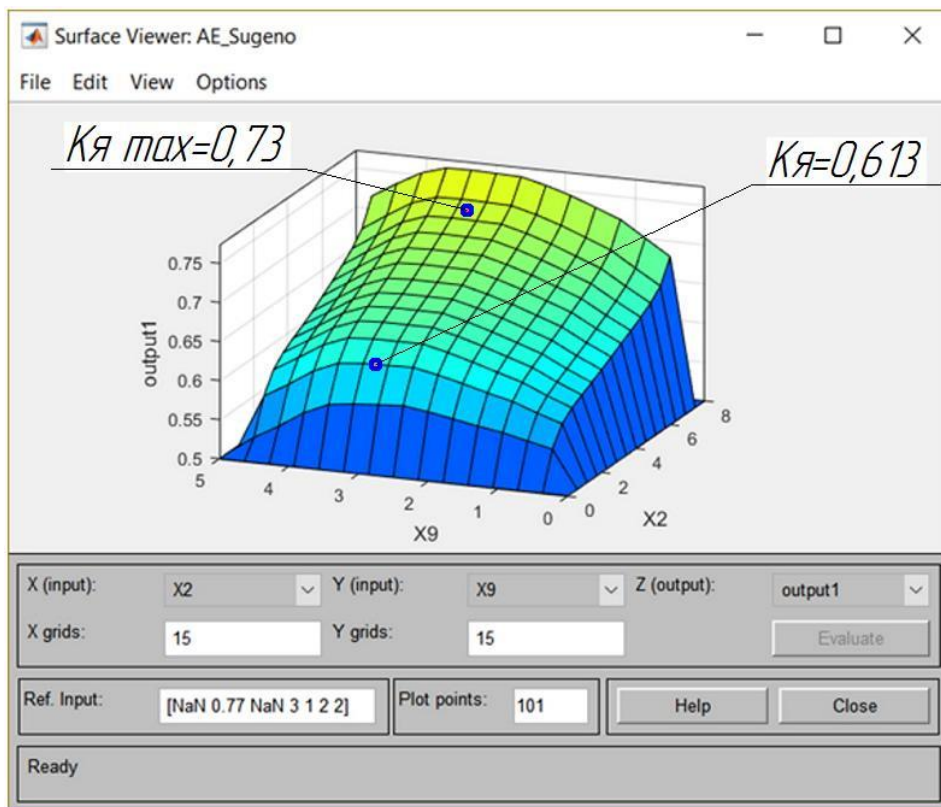 Surface Viewer: AE_Sugeno
File Edit View Options
Kя max=0,73
Kя=0,613
0.75
0.7
0.65
0.6
0.55
0.5
output1
5
4
3
2
1
0
X9
0
2
4
6
8
X2
X (input): X2 Y (input): X9 Z (output): output1
X grids: 15 Y grids: 15 Evaluate
Ref. Input: [NaN 0.77 NaN 3 1 2 2] Plot points: 101 Help Close
Ready